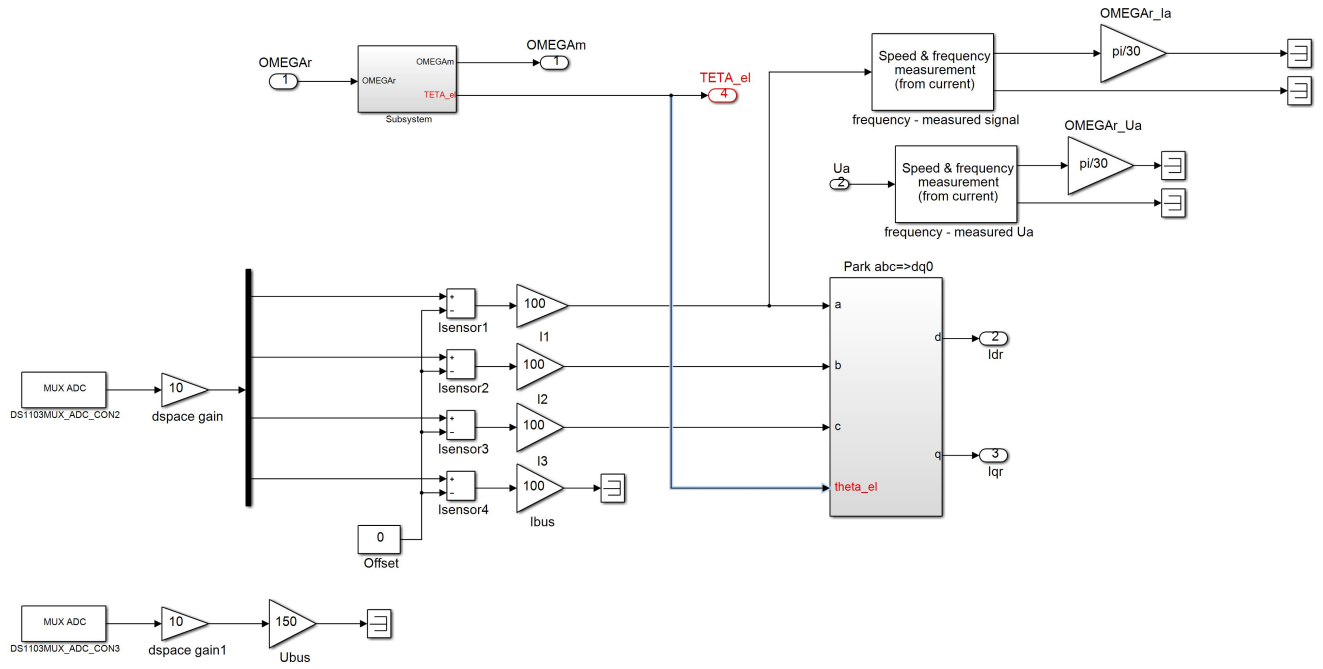 OMEGAr_Ia
OMEGAm
OMEGAr
1
OMEGAr
OMEGAm
TETA_el
Subsystem
1
TETA_el
4
Speed & frequency
measurement
(from current)
frequency - measured signal
pi/30
OMEGAr_Ua
Ua
2
Speed & frequency
measurement
(from current)
frequency - measured Ua
pi/30
Park abc=>dq0
a
b
c
theta_el
d
q
2
Idr
3
Iqr
MUX ADC
DS1103MUX_ADC_CON2
10
dspace gain
+
−
Isensor1
100
I1
+
−
Isensor2
100
I2
+
−
Isensor3
100
I3
+
−
Isensor4
100
Ibus
0
Offset
MUX ADC
DS1103MUX_ADC_CON3
10
dspace gain1
150
Ubus